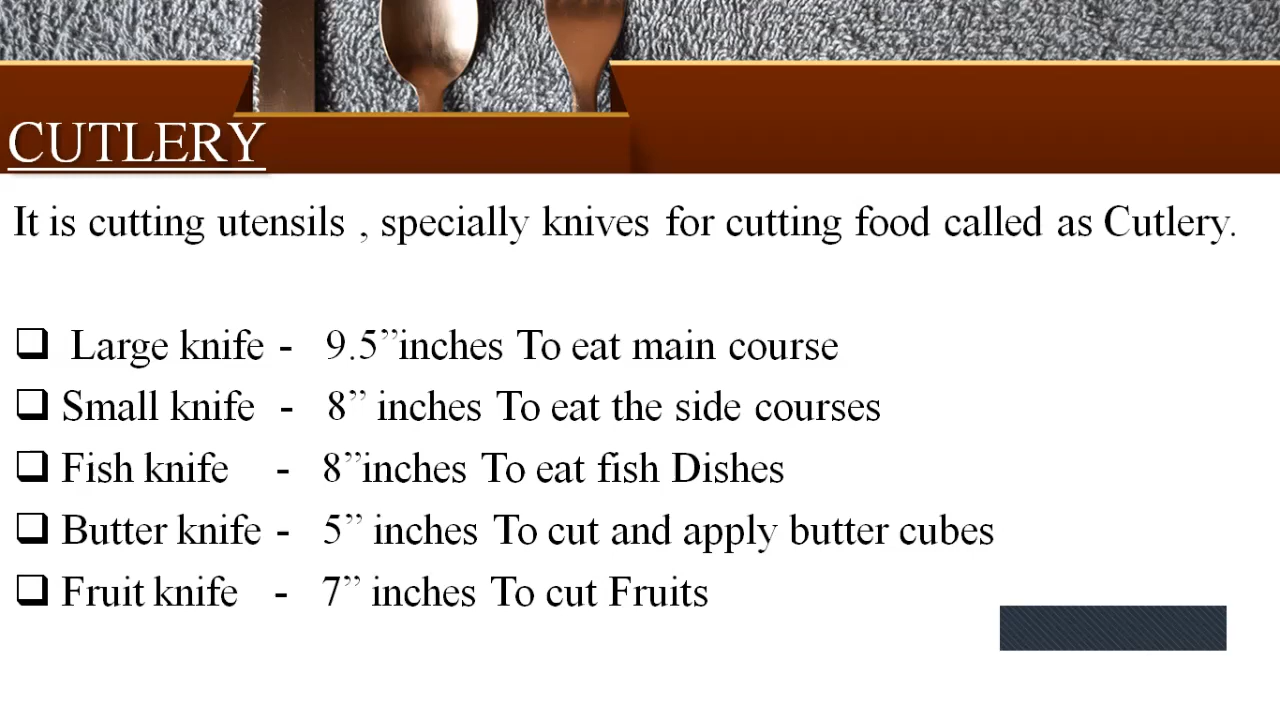 CUTLERY
It is cutting utensils , specially knives for cutting food called as Cutlery.
Large knife - 9.5”inches To eat main course
Small knife - 8” inches To eat the side courses
Fish knife - 8”inches To eat fish Dishes
Butter knife - 5” inches To cut and apply butter cubes
Fruit knife - 7” inches To cut Fruits